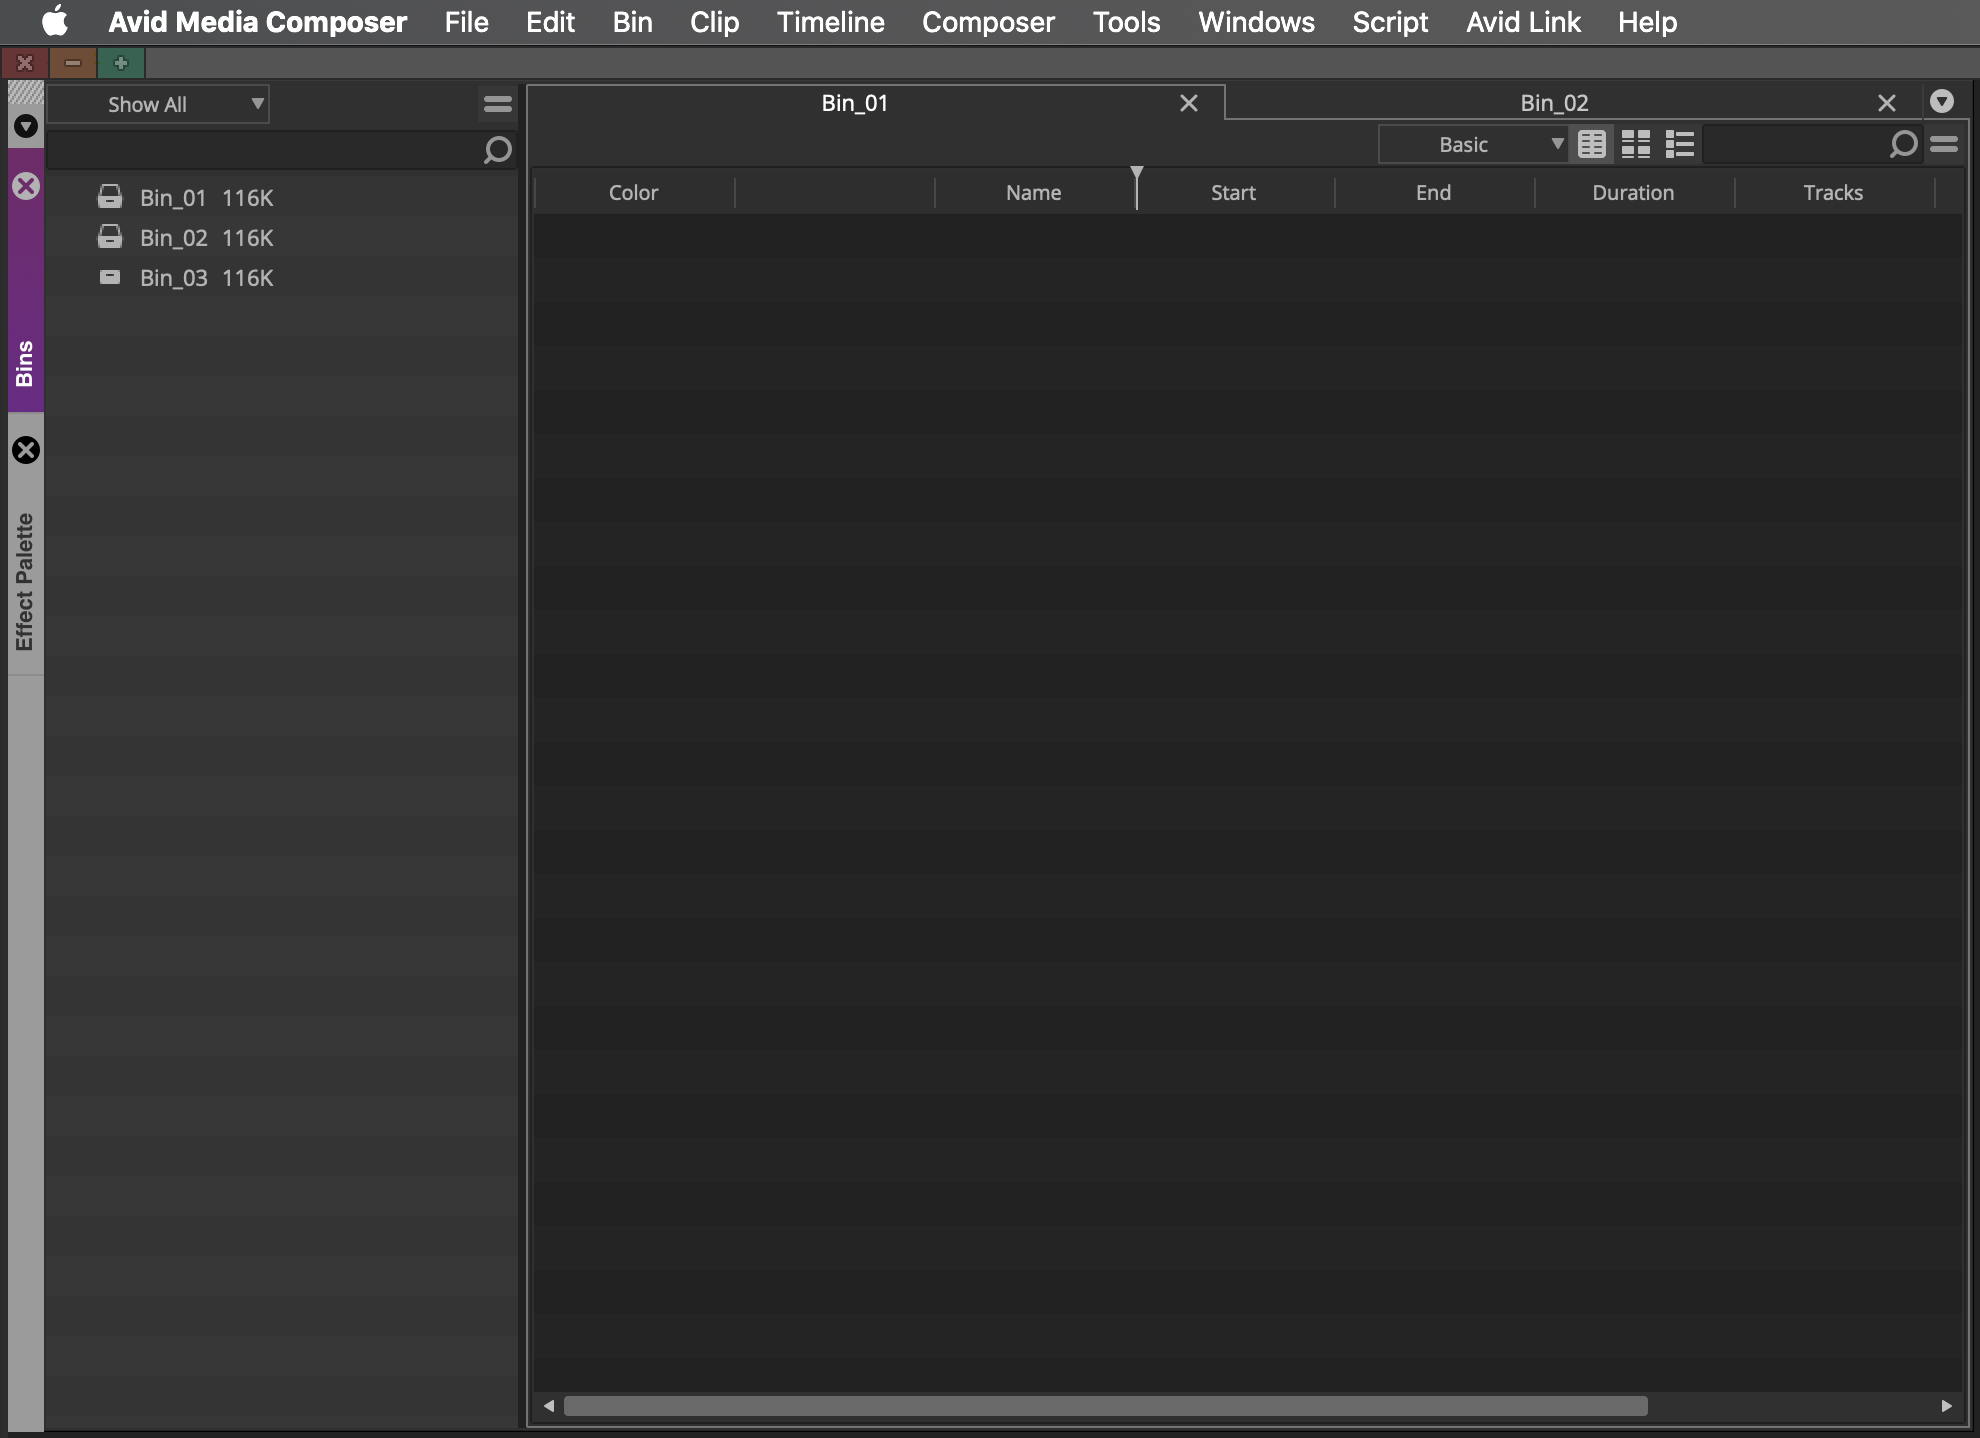 Avid Media Composer File Edit Bin Clip Timeline Composer Tools Windows Script Avid Link Help
Show All
Bin_01 116K
Bin_02 116K
Bin_03 116K
Bins
Effect Palette
Bin_01 Bin_02
Basic
Color Name Start End Duration Tracks